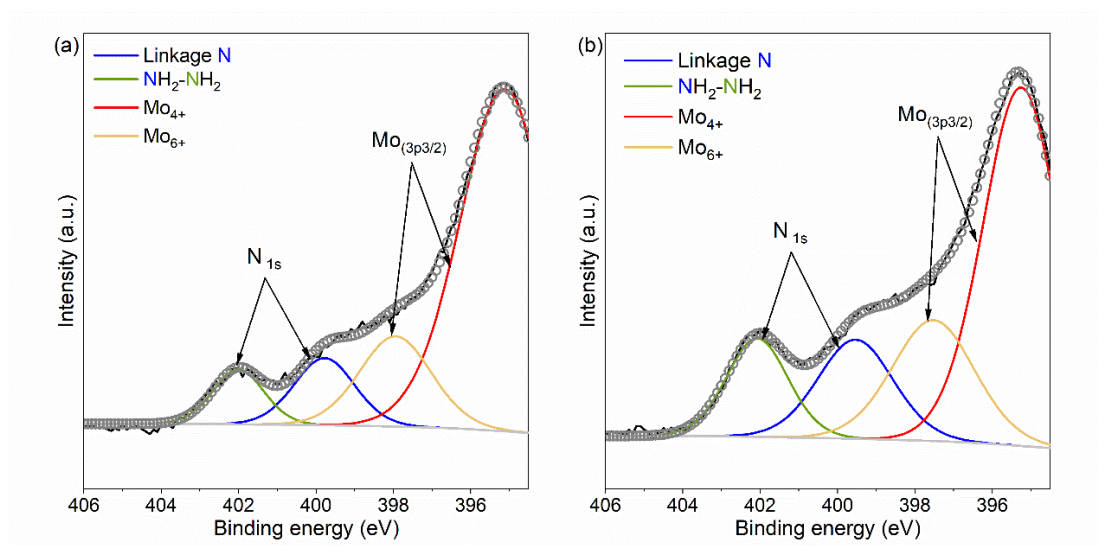 (a)
Linkage N
NH2-NH2
Mo4+
Mo6+
Mo(3p3/2)
N 1s
Intensity (a.u.)
406 404 402 400 398 396
Binding energy (eV)
(b)
Linkage N
NH2-NH2
Mo4+
Mo6+
Mo(3p3/2)
N 1s
Intensity (a.u.)
406 404 402 400 398 396
Binding energy (eV)